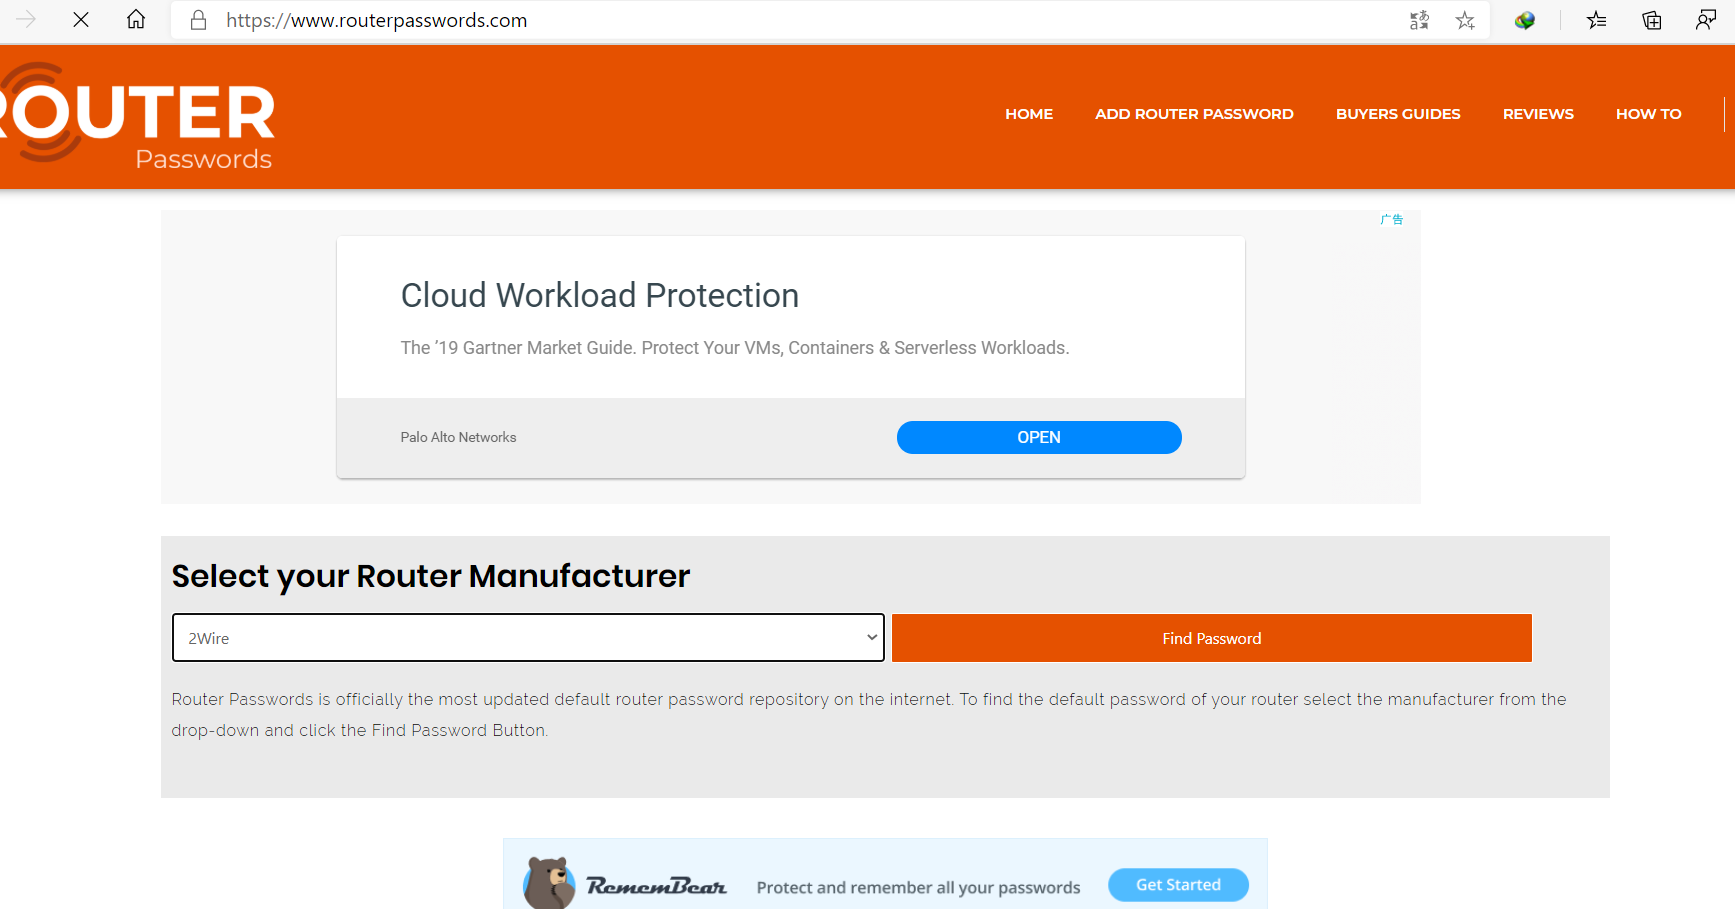 https://www.routerpasswords.com
ROUTER
Passwords
HOME ADD ROUTER PASSWORD BUYERS GUIDES REVIEWS HOW TO
广告
Cloud Workload Protection
The '19 Gartner Market Guide. Protect Your VMs, Containers & Serverless Workloads.
Palo Alto Networks OPEN
Select your Router Manufacturer
2Wire Find Password
Router Passwords is officially the most updated default router password repository on the internet. To find the default password of your router select the manufacturer from the
drop-down and click the Find Password Button.
RememBear Protect and remember all your passwords Get Started